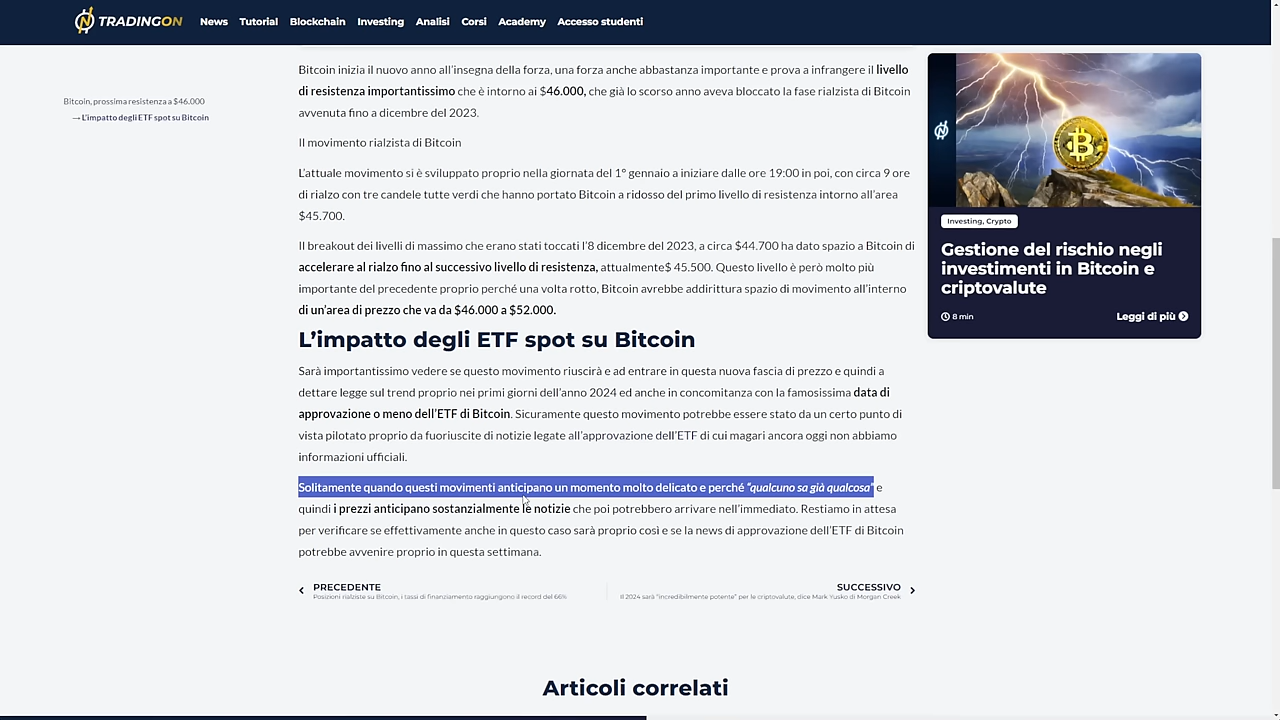 TRADINGON
News Tutorial Blockchain Investing Analisi Corsi Academy Accesso studenti
Bitcoin, prossima resistenza a $46.000
→ L'impatto degli ETF spot su Bitcoin
Bitcoin inizia il nuovo anno all'insegna della forza, una forza anche abbastanza importante e prova a infrangere il livello
di resistenza importantissimo che è intorno ai $46.000, che già lo scorso anno aveva bloccato la fase rialzista di Bitcoin
avvenuta fino a dicembre del 2023.
Il movimento rialzista di Bitcoin
L'attuale movimento si è sviluppato proprio nella giornata del 1° gennaio a iniziare dalle ore 19:00 in poi, con circa 9 ore
di rialzo con tre candele tutte verdi che hanno portato Bitcoin a ridosso del primo livello di resistenza intorno all'area
$45.700.
Il breakout dei livelli di massimo che erano stati toccati l'8 dicembre del 2023, a circa $44.700 ha dato spazio a Bitcoin di
accelerare al rialzo fino al successivo livello di resistenza, attualmente$ 45.500. Questo livello è però molto più
importante del precedente proprio perché una volta rotto, Bitcoin avrebbe addirittura spazio di movimento all'interno
di un'area di prezzo che va da $46.000 a $52.000.
L'impatto degli ETF spot su Bitcoin
Sarà importantissimo vedere se questo movimento riuscirà e ad entrare in questa nuova fascia di prezzo e quindi a
dettare legge sul trend proprio nei primi giorni dell'anno 2024 ed anche in concomitanza con la famosissima data di
approvazione o meno dell'ETF di Bitcoin. Sicuramente questo movimento potrebbe essere stato da un certo punto di
vista pilotato proprio da fuoriuscite di notizie legate all'approvazione dell'ETF di cui magari ancora oggi non abbiamo
informazioni ufficiali.
Solitamente quando questi movimenti anticipano un momento molto delicato e perché "qualcuno sa già qualcosa" e
quindi i prezzi anticipano sostanzialmente le notizie che poi potrebbero arrivare nell'immediato. Restiamo in attesa
per verificare se effettivamente anche in questo caso sarà proprio così e se la news di approvazione dell'ETF di Bitcoin
potrebbe avvenire proprio in questa settimana.
PRECEDENTE
Posizioni rialziste su Bitcoin, i tassi di finanziamento raggiungono il record del 66%
SUCCESSIVO
Il 2024 sarà "incredibilmente potente" per le criptovalute, dice Mark Yusko di Morgan Creek
Investing, Crypto
Gestione del rischio negli
investimenti in Bitcoin e
criptovalute
8 min
Leggi di più
Articoli correlati